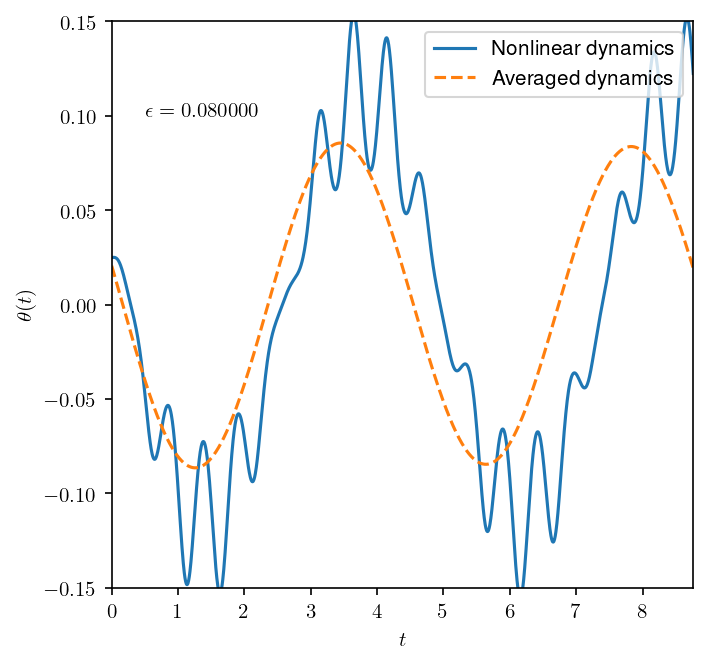 Nonlinear dynamics
Averaged dynamics
ϵ = 0.080000
0.15
0.10
0.05
0.00
−0.05
−0.10
−0.15
θ(t)
0 1 2 3 4 5 6 7 8
t